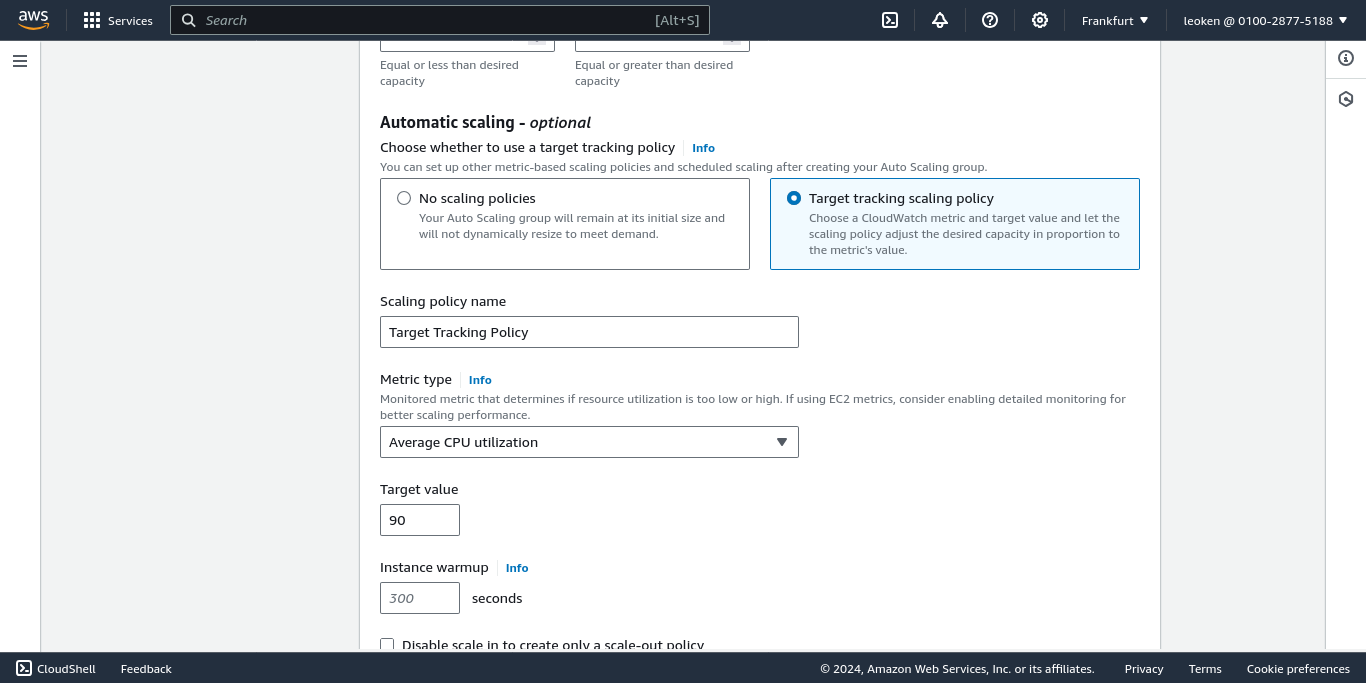 aws
Services
Search
[Alt+S]
Frankfurt
leoken @ 0100-2877-5188
Equal or less than desired
capacity
Equal or greater than desired
capacity
Automatic scaling - optional
Choose whether to use a target tracking policy
Info
You can set up other metric-based scaling policies and scheduled scaling after creating your Auto Scaling group.
No scaling policies
Your Auto Scaling group will remain at its initial size and
will not dynamically resize to meet demand.
Target tracking scaling policy
Choose a CloudWatch metric and target value and let the
scaling policy adjust the desired capacity in proportion to
the metric's value.
Scaling policy name
Target Tracking Policy
Metric type
Info
Monitored metric that determines if resource utilization is too low or high. If using EC2 metrics, consider enabling detailed monitoring for
better scaling performance.
Average CPU utilization
Target value
90
Instance warmup
Info
300
seconds
Disable scale in to create only a scale-out policy
CloudShell
Feedback
© 2024, Amazon Web Services, Inc. or its affiliates.
Privacy
Terms
Cookie preferences